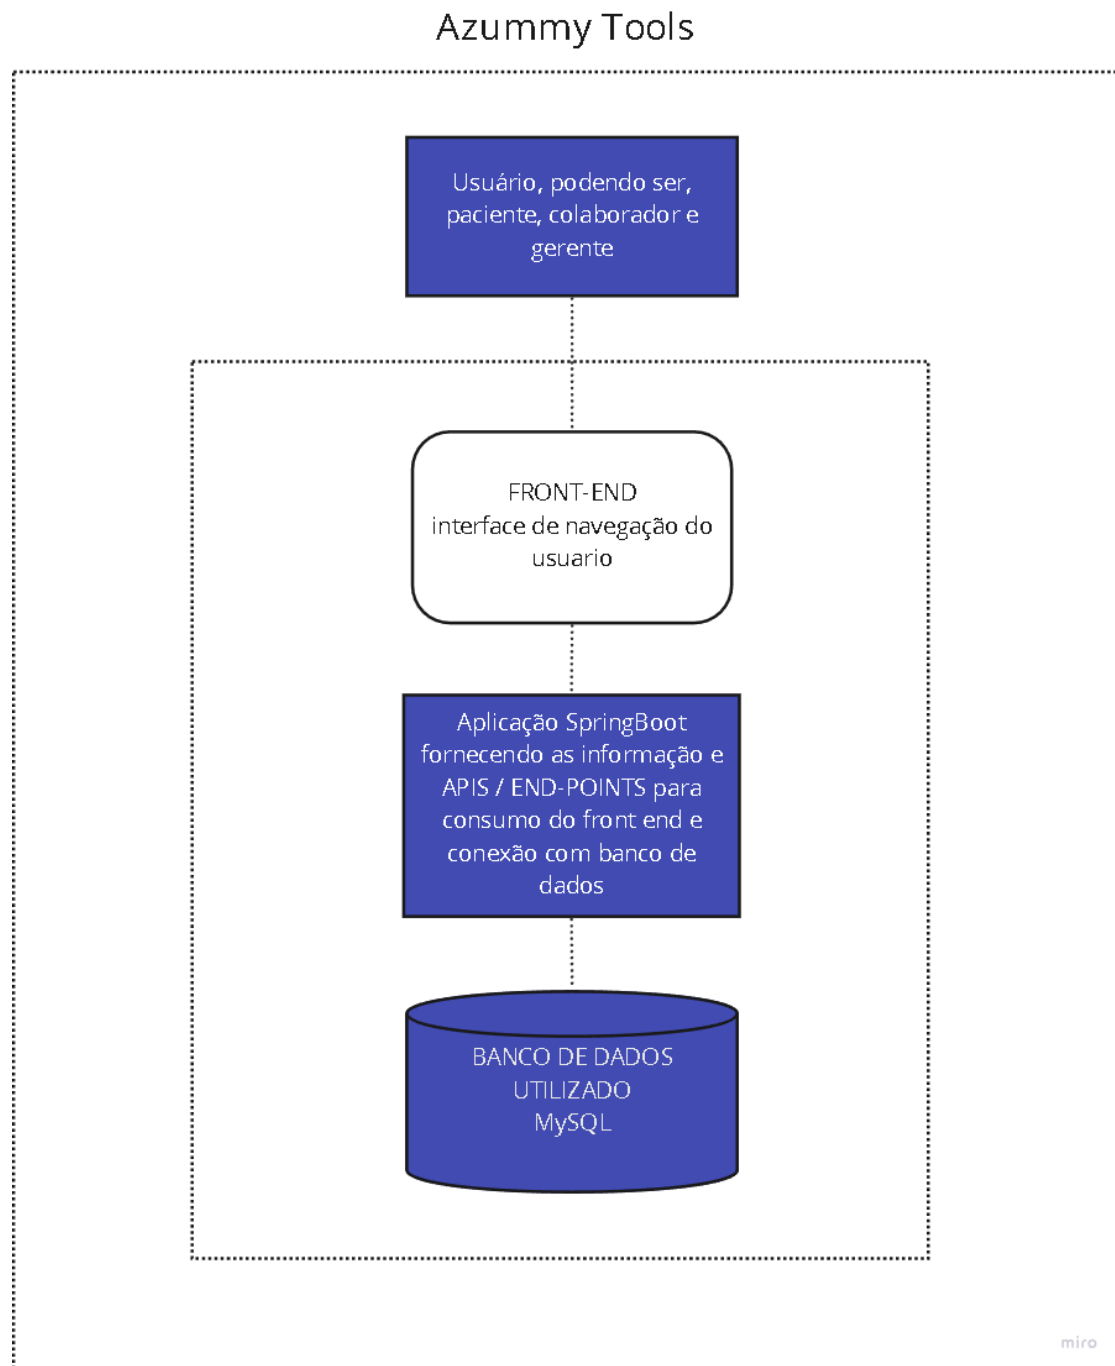 Azummy Tools
Usuário, podendo ser,
paciente, colaborador e
gerente
FRONT-END
interface de navegação do
usuario
Aplicação SpringBoot
fornecendo as informação e
APIS / END-POINTS para
consumo do front end e
conexão com banco de
dados
BANCO DE DADOS
UTILIZADO
MySQL
miro